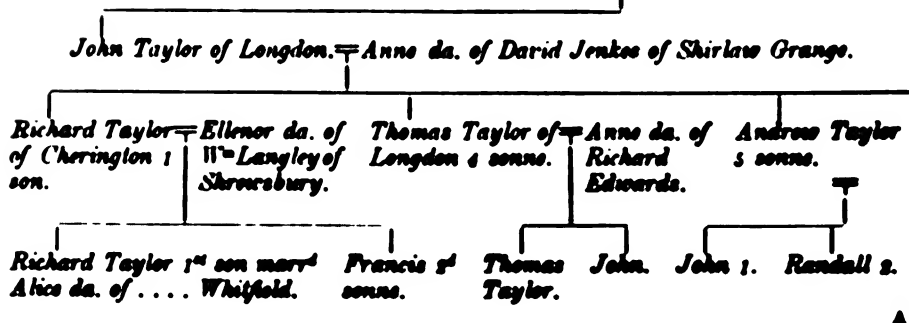 John Taylor of Longdon. = Anne da. of David Jenkes of Shirlaw Grange.
Richard Taylor = Ellenor da. of
of Cherington 1
son.
Wm Langley of
Shrewsbury.
Thomas Taylor of = Anne da. of
Longdon 4 sonne.
Richard
Edwards.
Andrew Taylor
5 sonne.
Richard Taylor 1st son marrd
Alice da. of .... Whitfield.
Francis 2d
sonne.
Thomas
Taylor.
John.
John 1.
Randall 2.